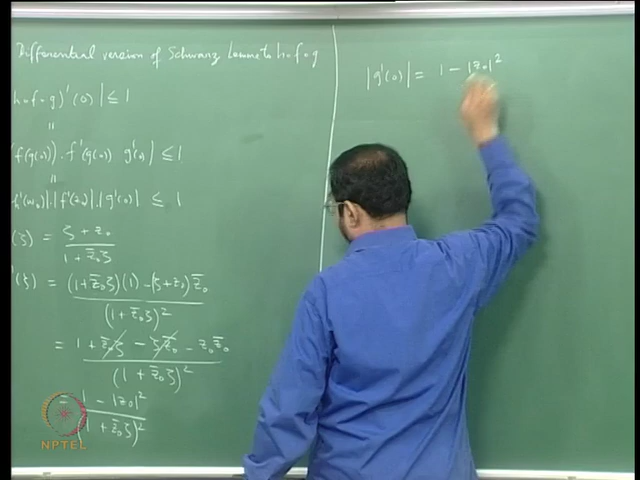 Differential version of Schwarz Lemma to h∘f∘g
h∘f∘g)'(0)| ≤ 1
=
(f(g(0)). f'(g(0)) g'(0)| ≤ 1
=
h'(ω₀)|.|f'(z₀)|.|g'(0)| ≤ 1
(ζ) = ζ + z₀ / 1 + z̄₀ζ
'(ζ) = (1+z̄₀ζ)(1) - (ζ+z₀) z̄₀ / (1+z̄₀ζ)²
= 1 + z̄₀ζ - ζz̄₀ - z₀z̄₀ / (1 + z̄₀ζ)²
= 1 - |z₀|² / (1 + z̄₀ζ)²
NPTEL
|g'(0)| = 1 - |z₀|²